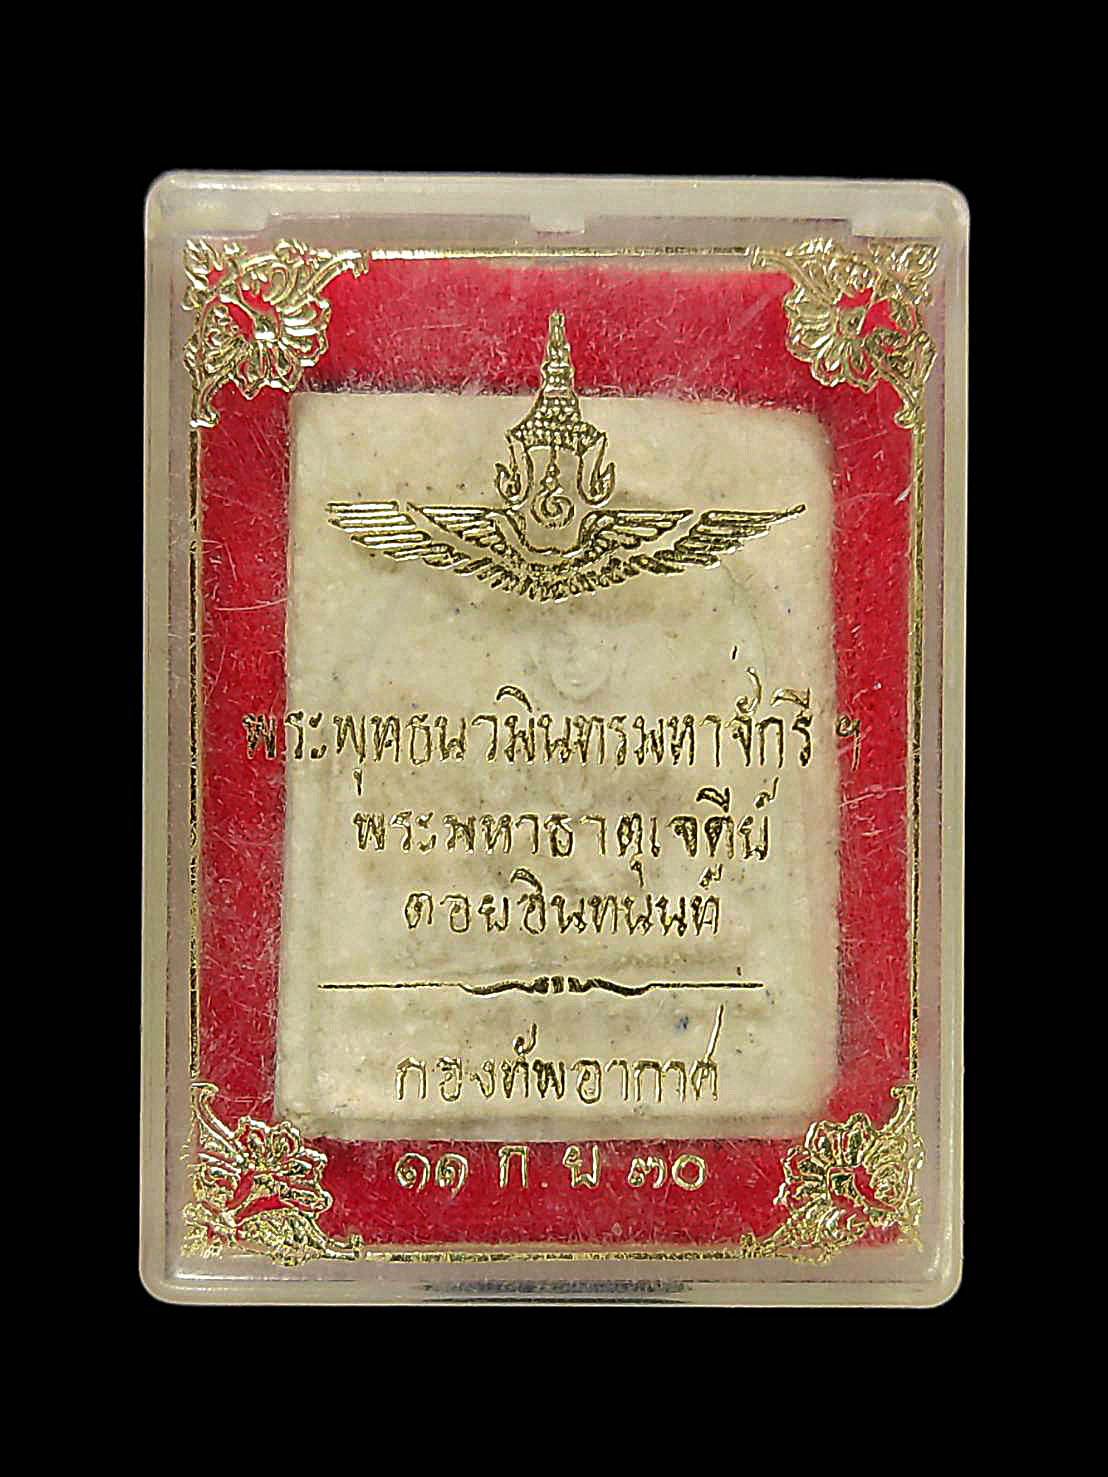 พระพุทธนวมินทรมหาจักรี ฯ
พระมหาธาตุเจดีย์
ดอยอินทนนท์
กองทัพอากาศ
๑๑ ก.ย ๓๐